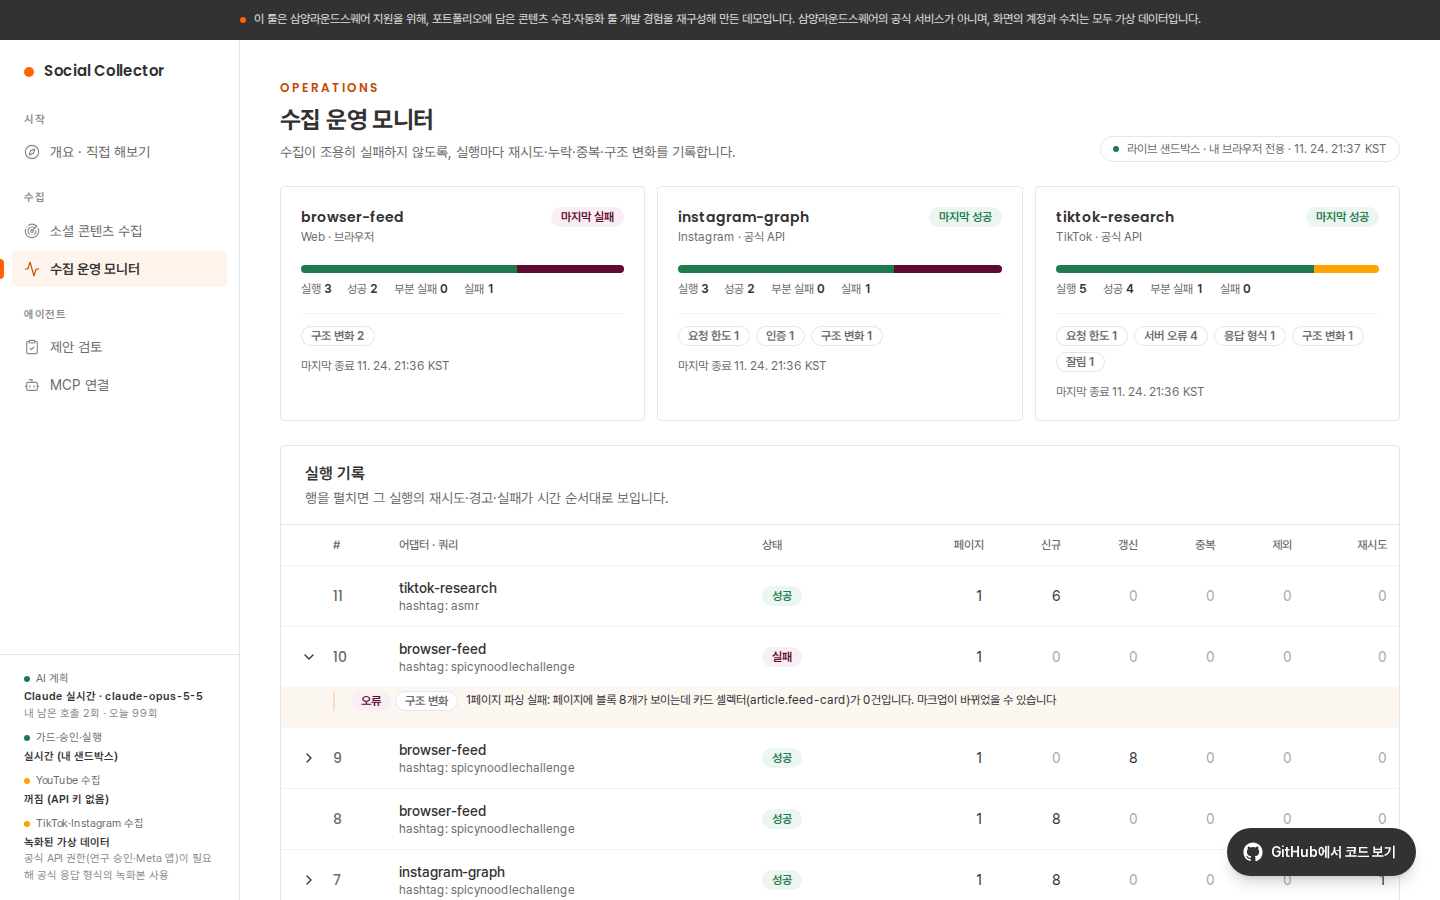 이 툴은 삼양라운드스퀘어 지원을 위해, 포트폴리오에 담은 콘텐츠 수집·자동화 툴 개발 경험을 재구성해 만든 데모입니다. 삼양라운드스퀘어의 공식 서비스가 아니며, 화면의 계정과 수치는 모두 가상 데이터입니다.
Social Collector
시작
개요 · 직접 해보기
수집
소셜 콘텐츠 수집
수집 운영 모니터
에이전트
제안 검토
MCP 연결
AI 계획
Claude 실시간 · claude-opus-5-5
내 남은 호출 2회 · 오늘 99회
가드·승인·실행
실시간 (내 샌드박스)
YouTube 수집
꺼짐 (API 키 없음)
TikTok·Instagram 수집
녹화된 가상 데이터
공식 API 권한(연구 승인·Meta 앱)이 필요
해 공식 응답 형식의 녹화본 사용
OPERATIONS
수집 운영 모니터
수집이 조용히 실패하지 않도록, 실행마다 재시도·누락·중복·구조 변화를 기록합니다.
라이브 샌드박스 · 내 브라우저 전용 · 11. 24. 21:37 KST
browser-feed 마지막 실패
Web · 브라우저
실행 3 성공 2 부분 실패 0 실패 1
구조 변화 2
마지막 종료 11. 24. 21:36 KST
instagram-graph 마지막 성공
Instagram · 공식 API
실행 3 성공 2 부분 실패 0 실패 1
요청 한도 1 인증 1 구조 변화 1
마지막 종료 11. 24. 21:36 KST
tiktok-research 마지막 성공
TikTok · 공식 API
실행 5 성공 4 부분 실패 1 실패 0
요청 한도 1 서버 오류 4 응답 형식 1 구조 변화 1
잘림 1
마지막 종료 11. 24. 21:36 KST
실행 기록
행을 펼치면 그 실행의 재시도·경고·실패가 시간 순서대로 보입니다.
# 어댑터 · 쿼리 상태 페이지 신규 갱신 중복 제외 재시도
11 tiktok-research 성공 1 6 0 0 0 0
hashtag: asmr
10 browser-feed 실패 1 0 0 0 0 0
hashtag: spicynoodlechallenge
오류 구조 변화 1페이지 파싱 실패: 페이지에 블록 8개가 보이는데 카드 셀렉터(article.feed-card)가 0건입니다. 마크업이 바뀌었을 수 있습니다
9 browser-feed 성공 1 0 8 0 0 0
hashtag: spicynoodlechallenge
8 browser-feed 성공 1 8 0 0 0 0
hashtag: spicynoodlechallenge
7 instagram-graph 성공 1 8 0 0 0 1
hashtag: spicynoodlechallenge
GitHub에서 코드 보기